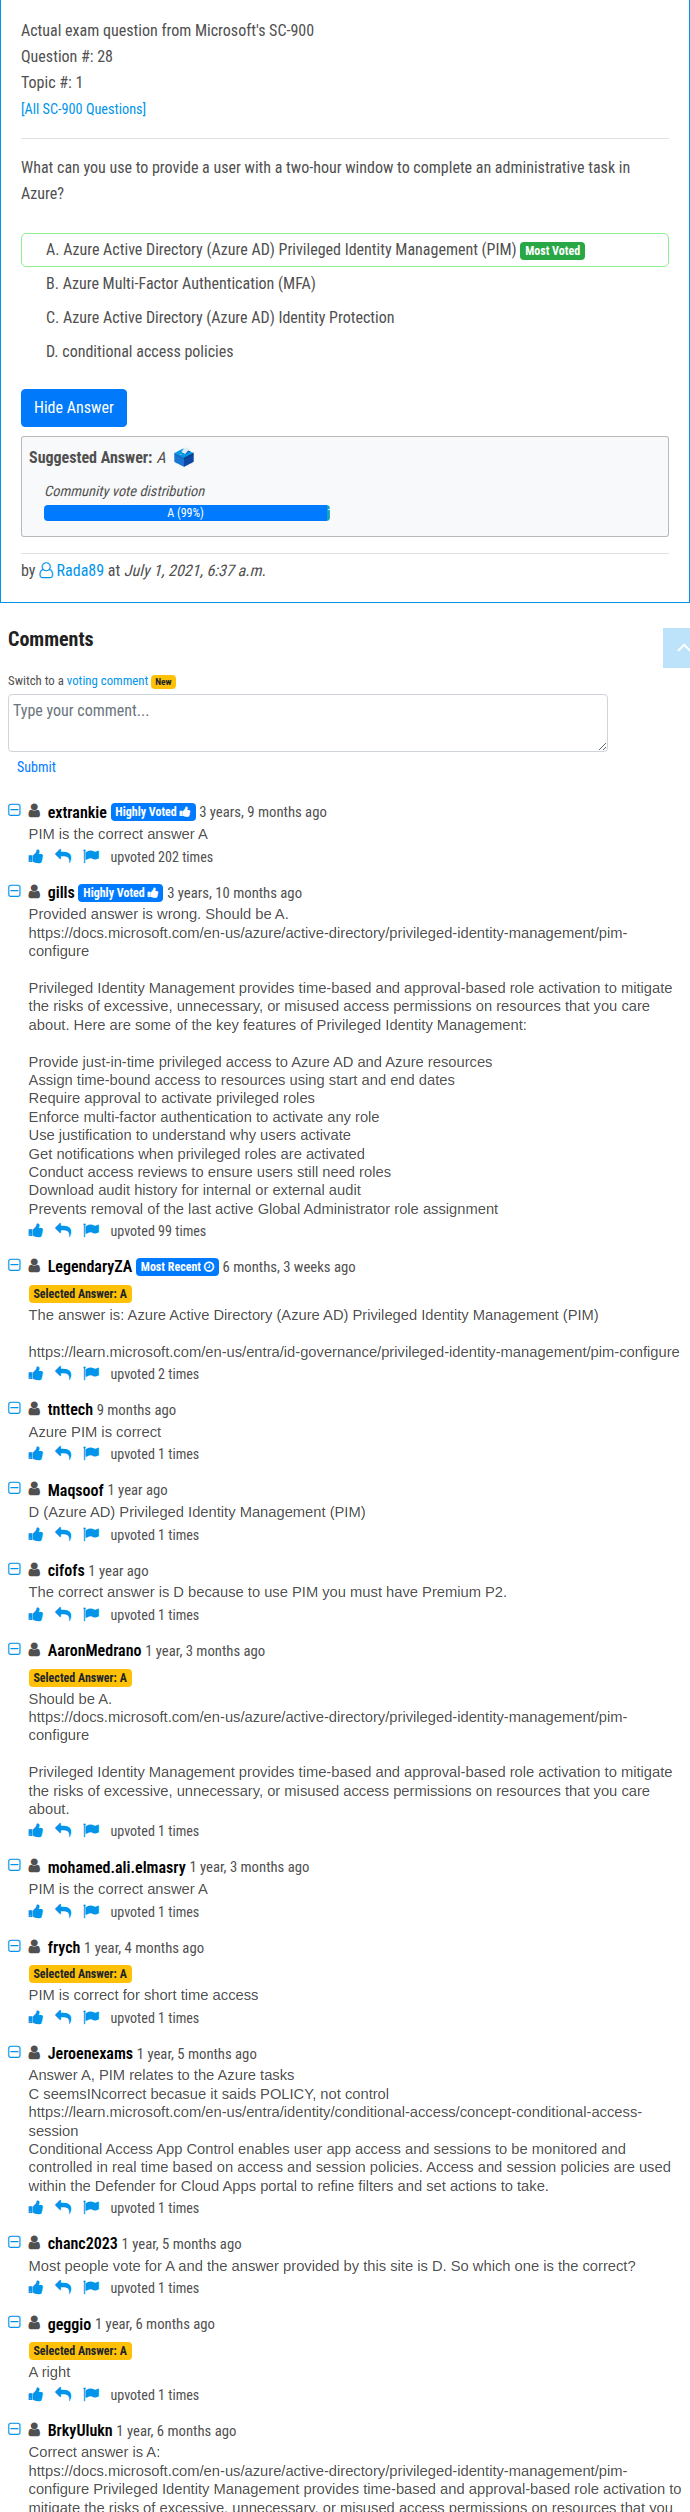 Actual exam question from Microsoft's SC-900
Question #: 28
Topic #: 1
[All SC-900 Questions]
What can you use to provide a user with a two-hour window to complete an administrative task in
Azure?
A. Azure Active Directory (Azure AD) Privileged Identity Management (PIM) Most Voted
B. Azure Multi-Factor Authentication (MFA)
C. Azure Active Directory (Azure AD) Identity Protection
D. conditional access policies
Hide Answer
Suggested Answer: A
Community vote distribution
A (99%)
by Rada89 at July 1, 2021, 6:37 a.m.
Comments
Switch to a voting comment New
Type your comment...
Submit
extrankie Highly Voted 3 years, 9 months ago
PIM is the correct answer A
upvoted 202 times
gills Highly Voted 3 years, 10 months ago
Provided answer is wrong. Should be A.
https://docs.microsoft.com/en-us/azure/active-directory/privileged-identity-management/pim-
configure
Privileged Identity Management provides time-based and approval-based role activation to mitigate
the risks of excessive, unnecessary, or misused access permissions on resources that you care
about. Here are some of the key features of Privileged Identity Management:
Provide just-in-time privileged access to Azure AD and Azure resources
Assign time-bound access to resources using start and end dates
Require approval to activate privileged roles
Enforce multi-factor authentication to activate any role
Use justification to understand why users activate
Get notifications when privileged roles are activated
Conduct access reviews to ensure users still need roles
Download audit history for internal or external audit
Prevents removal of the last active Global Administrator role assignment
upvoted 99 times
LegendaryZA Most Recent 6 months, 3 weeks ago
Selected Answer: A
The answer is: Azure Active Directory (Azure AD) Privileged Identity Management (PIM)
https://learn.microsoft.com/en-us/entra/id-governance/privileged-identity-management/pim-configure
upvoted 2 times
tnttech 9 months ago
Azure PIM is correct
upvoted 1 times
Maqsoof 1 year ago
D (Azure AD) Privileged Identity Management (PIM)
upvoted 1 times
cifofs 1 year ago
The correct answer is D because to use PIM you must have Premium P2.
upvoted 1 times
AaronMedrano 1 year, 3 months ago
Selected Answer: A
Should be A.
https://docs.microsoft.com/en-us/azure/active-directory/privileged-identity-management/pim-
configure
Privileged Identity Management provides time-based and approval-based role activation to mitigate
the risks of excessive, unnecessary, or misused access permissions on resources that you care
about.
upvoted 1 times
mohamed.ali.elmasry 1 year, 3 months ago
PIM is the correct answer A
upvoted 1 times
frych 1 year, 4 months ago
Selected Answer: A
PIM is correct for short time access
upvoted 1 times
Jeroenexams 1 year, 5 months ago
Answer A, PIM relates to the Azure tasks
C seemsINcorrect becasue it saids POLICY, not control
https://learn.microsoft.com/en-us/entra/identity/conditional-access/concept-conditional-access-
session
Conditional Access App Control enables user app access and sessions to be monitored and
controlled in real time based on access and session policies. Access and session policies are used
within the Defender for Cloud Apps portal to refine filters and set actions to take.
upvoted 1 times
chanc2023 1 year, 5 months ago
Most people vote for A and the answer provided by this site is D. So which one is the correct?
upvoted 1 times
geggio 1 year, 6 months ago
Selected Answer: A
A right
upvoted 1 times
BrkyUlukn 1 year, 6 months ago
Correct answer is A:
https://docs.microsoft.com/en-us/azure/active-directory/privileged-identity-management/pim-
configure Privileged Identity Management provides time-based and approval-based role activation to
mitigate the risks of excessive, unnecessary, or misused access permissions on resources that you